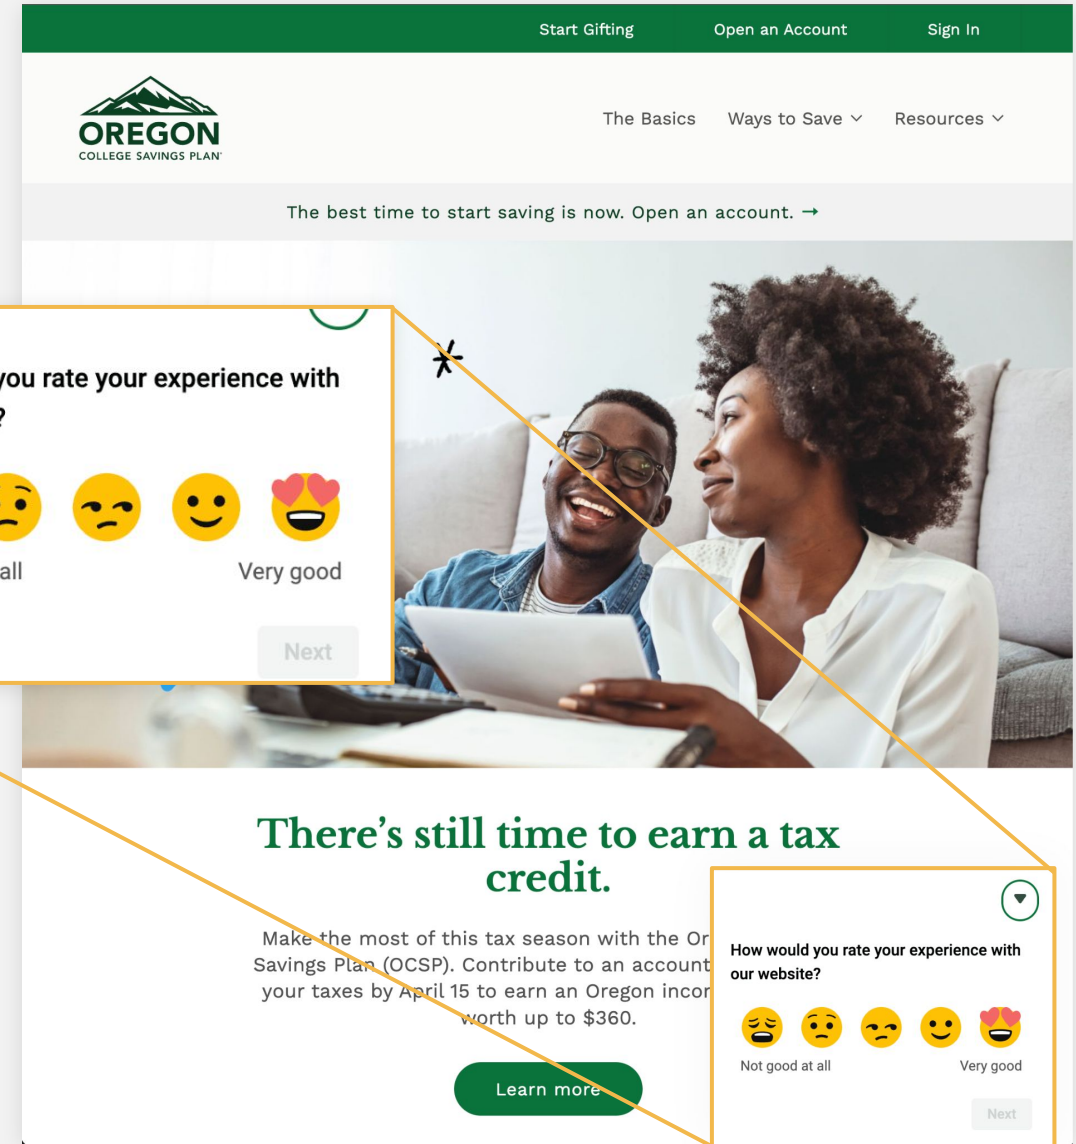 Start Gifting Open an Account Sign In
OREGON
COLLEGE SAVINGS PLAN
The Basics Ways to Save Resources
The best time to start saving is now. Open an account. →
you rate your experience with
?
all Very good
Next
There's still time to earn a tax
credit.
Make the most of this tax season with the Or
Savings Plan (OCSP). Contribute to an account
your taxes by April 15 to earn an Oregon incor
worth up to $360.
Learn more
How would you rate your experience with
our website?
Not good at all Very good
Next